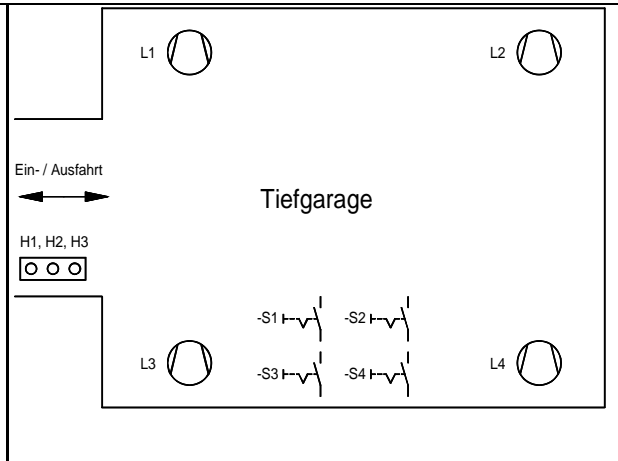 L1
L2
Ein- / Ausfahrt
Tiefgarage
H1, H2, H3
-S1
-S2
L3
-S3
-S4
L4